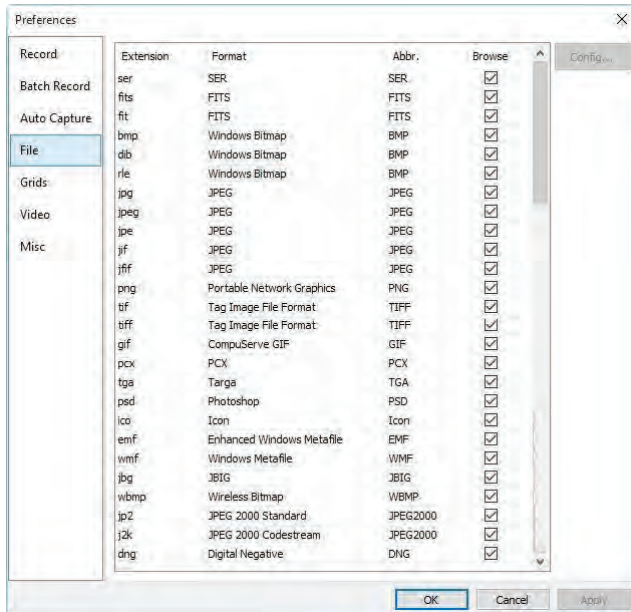 Preferences
Record
Batch Record
Auto Capture
File
Grids
Video
Misc
Extension Format Abbr. Browse
ser SER SER
fits FITS FITS
fit FITS FITS
bmp Windows Bitmap BMP
dib Windows Bitmap BMP
rle Windows Bitmap BMP
jpg JPEG JPEG
jpeg JPEG JPEG
jpe JPEG JPEG
jif JPEG JPEG
jfif JPEG JPEG
png Portable Network Graphics PNG
tif Tag Image File Format TIFF
tiff Tag Image File Format TIFF
gif CompuServe GIF GIF
pcx PCX PCX
tga Targa TGA
psd Photoshop PSD
ico Icon Icon
emf Enhanced Windows Metafile EMF
wmf Windows Metafile WMF
jbg JBIG JBIG
wbmp Wireless Bitmap WBMP
jp2 JPEG 2000 Standard JPEG2000
j2k JPEG 2000 Codestream JPEG2000
dng Digital Negative DNG
Config...
OK Cancel Apply